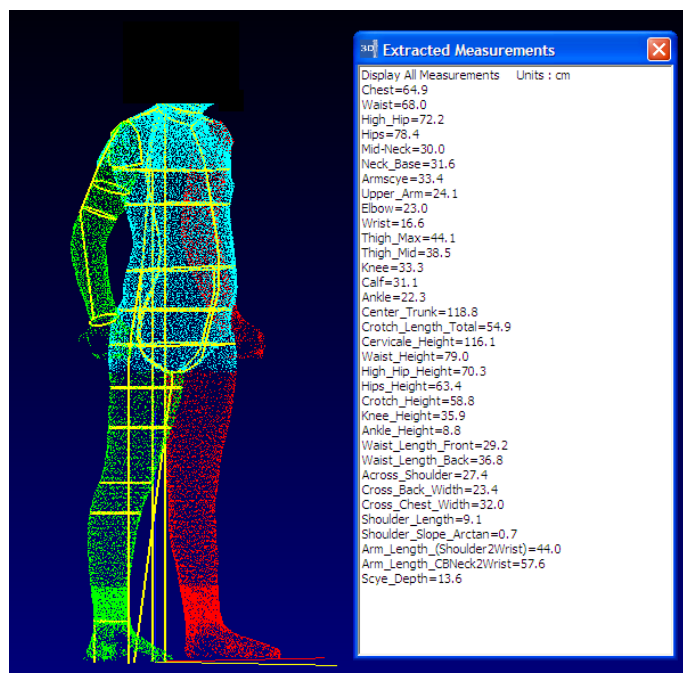 3D Extracted Measurements
Display All Measurements Units : cm
Chest=64.9
Waist=68.0
High_Hip=72.2
Hips=78.4
Mid-Neck=30.0
Neck_Base=31.6
Armscye=33.4
Upper_Arm=24.1
Elbow=23.0
Wrist=16.6
Thigh_Max=44.1
Thigh_Mid=38.5
Knee=33.3
Calf=31.1
Ankle=22.3
Center_Trunk=118.8
Crotch_Length_Total=54.9
Cervicale_Height=116.1
Waist_Height=79.0
High_Hip_Height=70.3
Hips_Height=63.4
Crotch_Height=58.8
Knee_Height=35.9
Ankle_Height=8.8
Waist_Length_Front=29.2
Waist_Length_Back=36.8
Across_Shoulder=27.4
Cross_Back_Width=23.4
Cross_Chest_Width=32.0
Shoulder_Length=9.1
Shoulder_Slope_Arctan=0.7
Arm_Length_(Shoulder2Wrist)=44.0
Arm_Length_CBNeck2Wrist=57.6
Scye_Depth=13.6